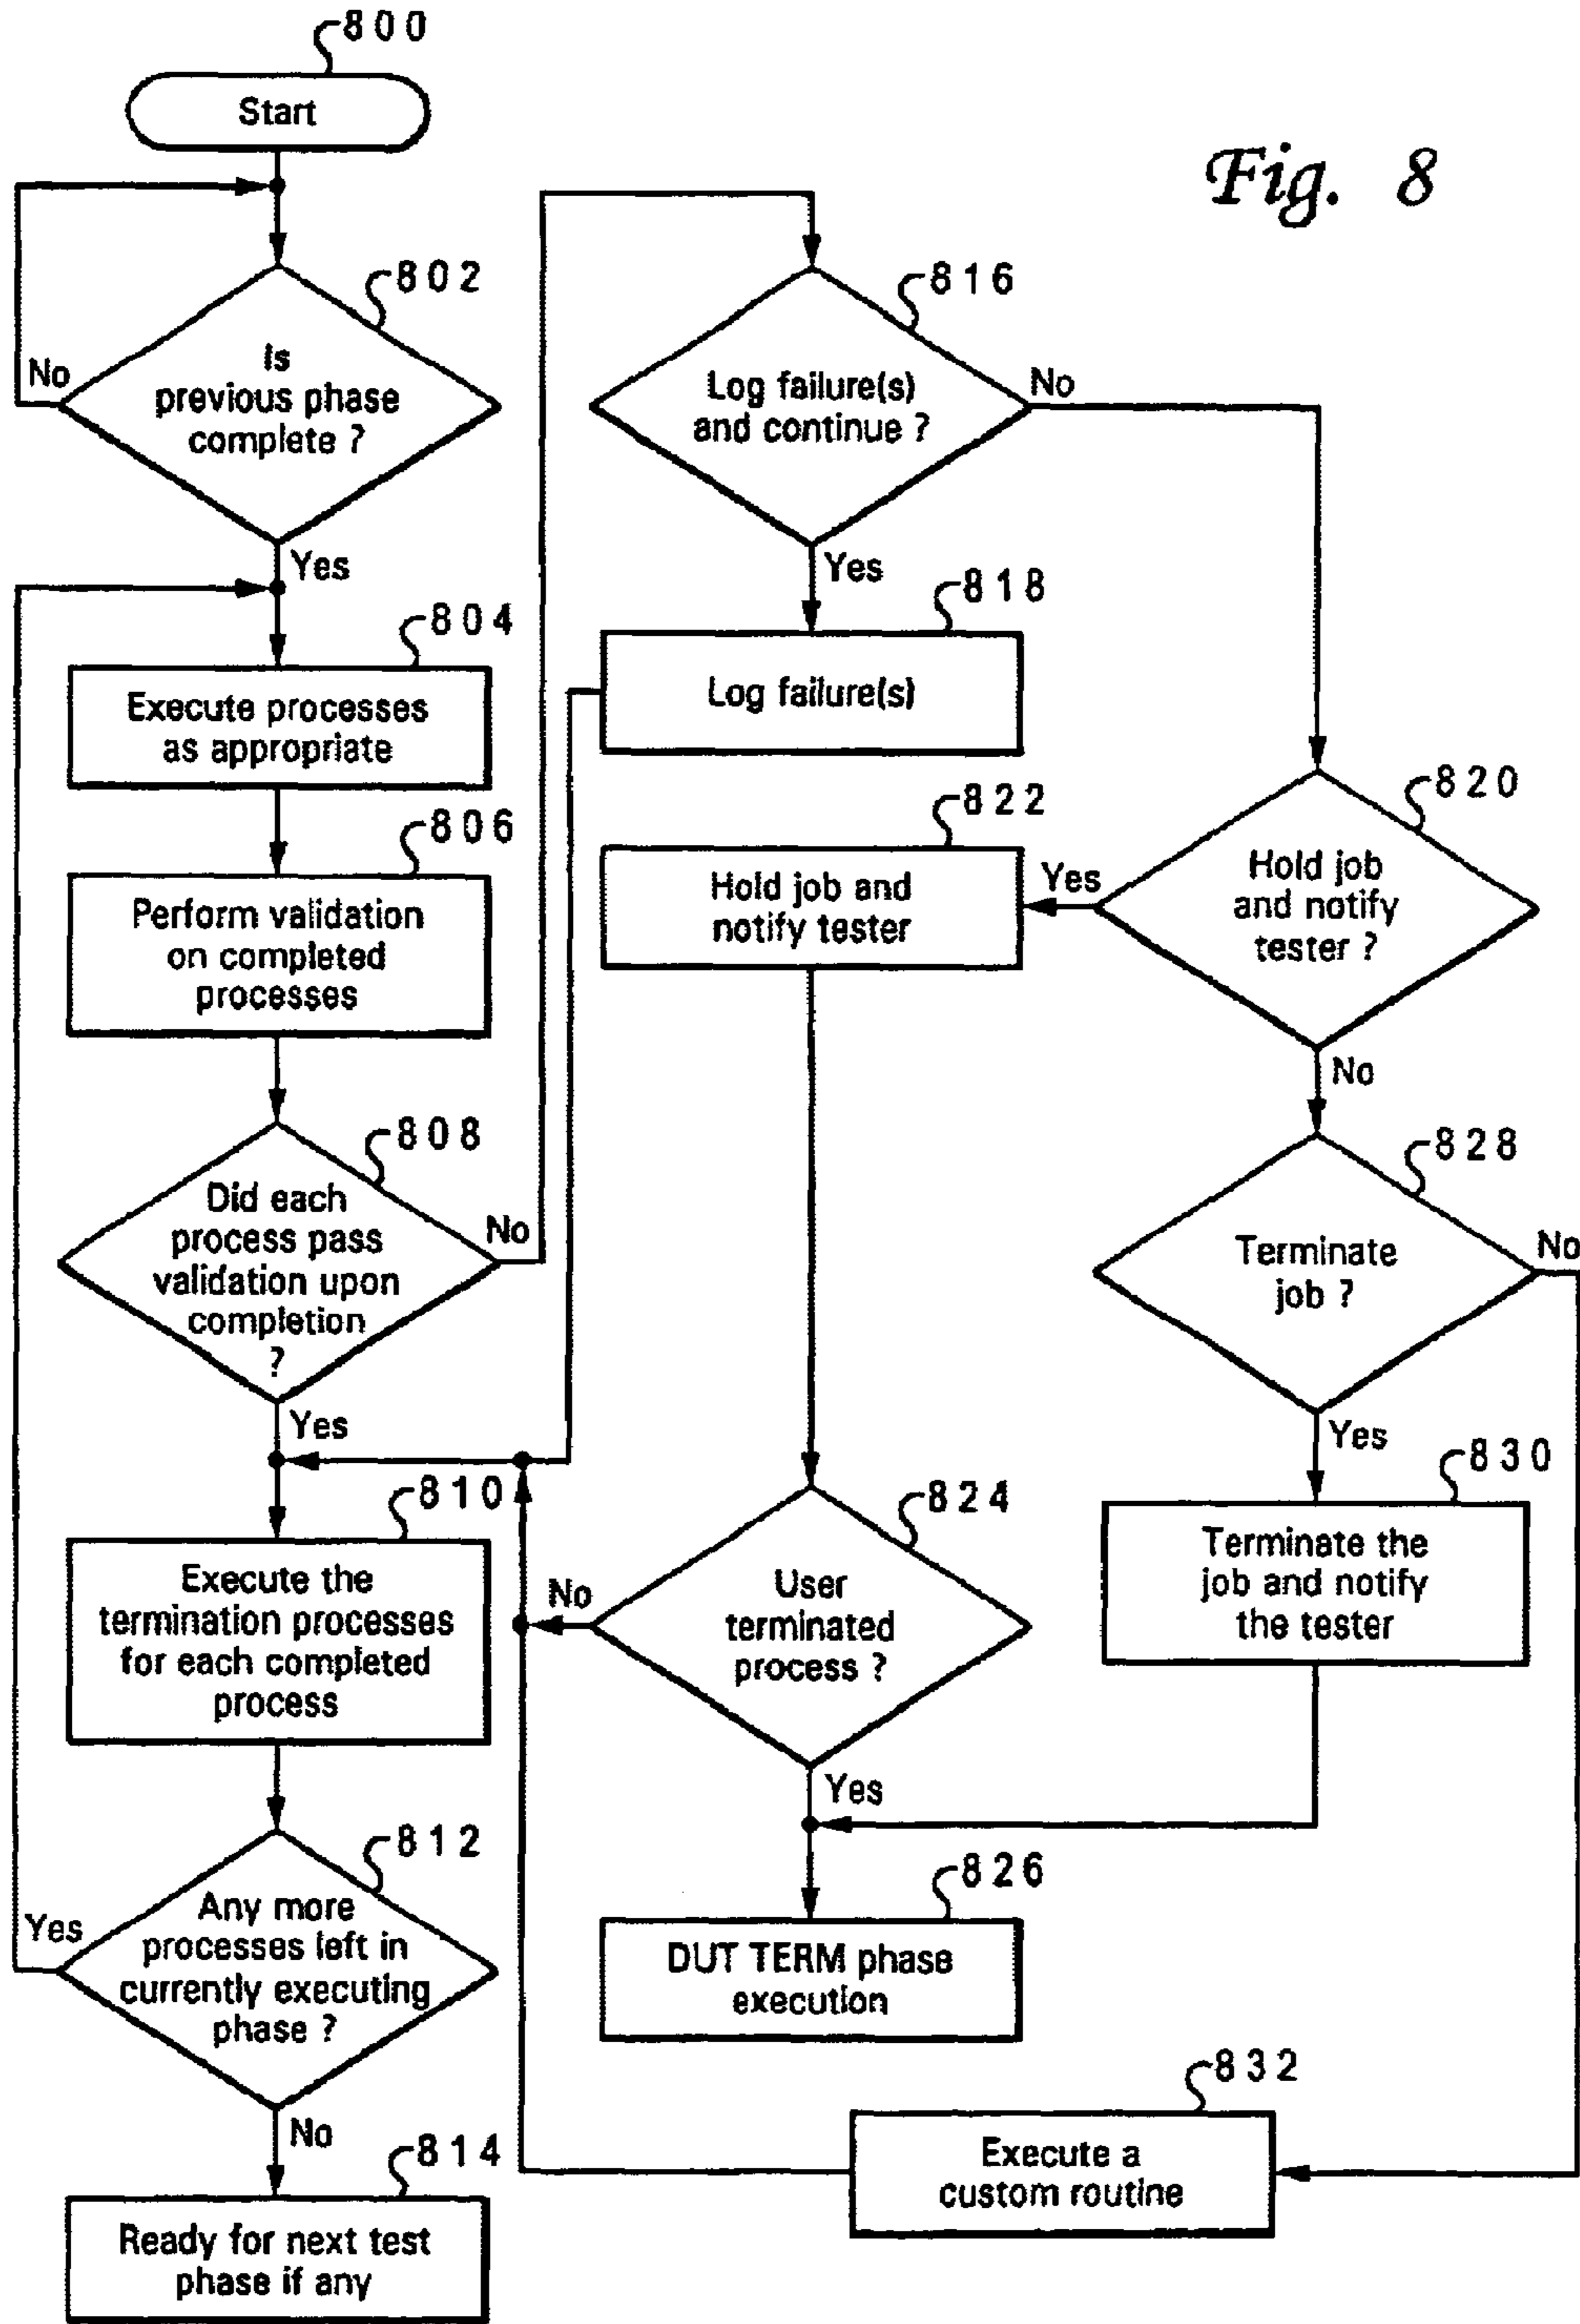 800
Start
Fig. 8
802
Is
previous phase
complete ?
No
Yes
804
Execute processes
as appropriate
806
Perform validation
on completed
processes
808
Did each
process pass
validation upon
completion
?
No
Yes
810
Execute the
termination processes
for each completed
process
812
Any more
processes left in
currently executing
phase ?
Yes
No
814
Ready for next test
phase if any
816
Log failure(s)
and continue ?
No
Yes
818
Log failure(s)
820
Hold job
and notify
tester ?
Yes
No
822
Hold job and
notify tester
824
User
terminated
process ?
No
Yes
826
DUT TERM phase
execution
828
Terminate
job ?
No
Yes
830
Terminate the
job and notify
the tester
832
Execute a
custom routine